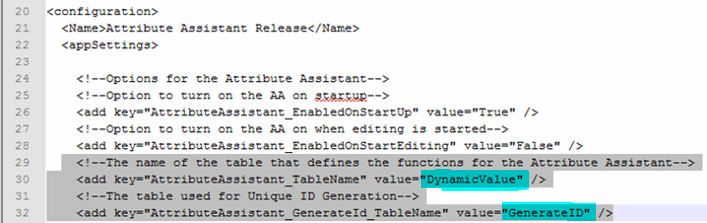 20 <configuration>
21 <Name>Attribute Assistant Release</Name>
22 <appSettings>
23
24 <!--Options for the Attribute Assistant-->
25 <!--Option to turn on the AA on startup-->
26 <add key="AttributeAssistant_EnabledOnStartUp" value="True" />
27 <!--Option to turn on the AA on when editing is started-->
28 <add key="AttributeAssistant_EnabledOnStartEditing" value="False" />
29 <!--The name of the table that defines the functions for the Attribute Assistant-->
30 <add key="AttributeAssistant_TableName" value="DynamicValue" />
31 <!--The table used for Unique ID Generation-->
32 <add key="AttributeAssistant_GenerateId_TableName" value="GenerateID" />